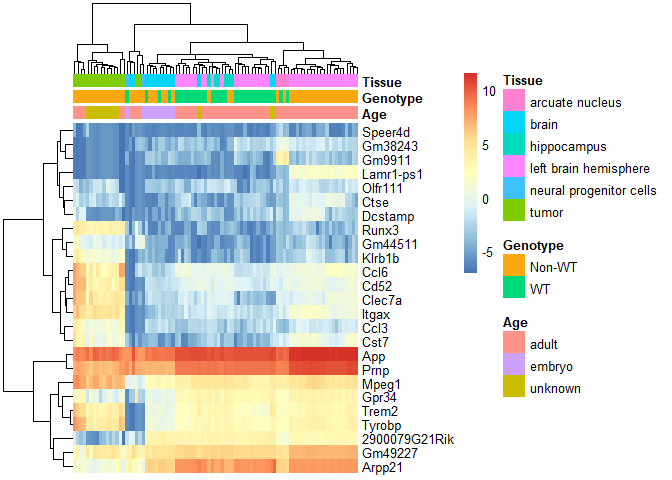 Tissue
Genotype
Age
Speer4d
Gm38243
Gm9911
Lamr1-ps1
Olfr111
Ctse
Dcstamp
Runx3
Gm44511
Klrb1b
Ccl6
Cd52
Clec7a
Itgax
Ccl3
Cst7
App
Prnp
Mpeg1
Gpr34
Trem2
Tyrobp
2900079G21Rik
Gm49227
Arpp21
10
5
0
-5
Tissue
arcuate nucleus
brain
hippocampus
left brain hemisphere
neural progenitor cells
tumor
Genotype
Non-WT
WT
Age
adult
embryo
unknown